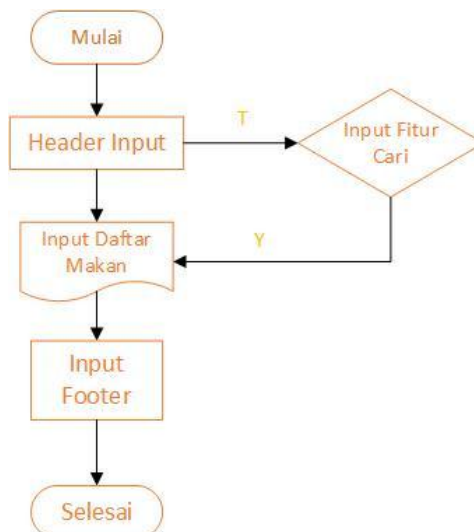 Mulai
Header Input
T
Input Fitur
Cari
Input Daftar
Makan
Y
Input
Footer
Selesai